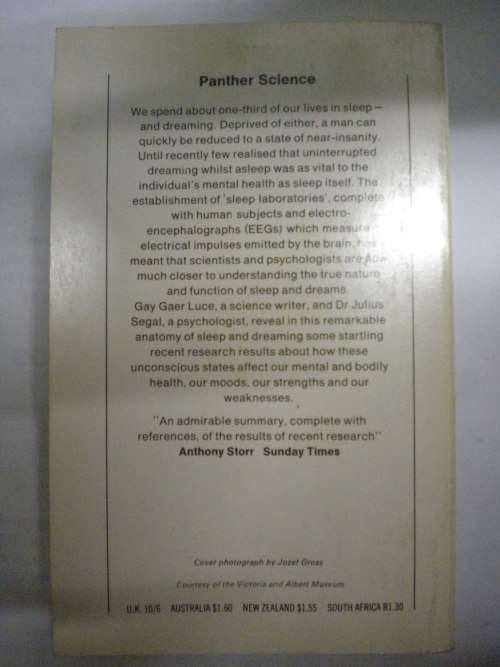 Panther Science
We spend about one-third of our lives in sleep –
and dreaming. Deprived of either, a man can
quickly be reduced to a state of near-insanity.
Until recently few realised that uninterrupted
dreaming whilst asleep was as vital to the
individual's mental health as sleep itself. The
establishment of 'sleep laboratories', complete
with human subjects and electro-
encephalographs (EEGs) which measure
electrical impulses emitted by the brain, has
meant that scientists and psychologists are now
much closer to understanding the true nature
and function of sleep and dreams.
Gay Gaer Luce, a science writer, and Dr Julius
Segal, a psychologist, reveal in this remarkable
anatomy of sleep and dreaming some startling
recent research results about how these
unconscious states affect our mental and bodily
health, our moods, our strengths and our
weaknesses.
"An admirable summary, complete with
references, of the results of recent research"
Anthony Storr Sunday Times
Cover photograph by Jozef Gross
Courtesy of the Victoria and Albert Museum
U.K. 10/6 AUSTRALIA $1.60 NEW ZEALAND $1.55 SOUTH AFRICA R1.30